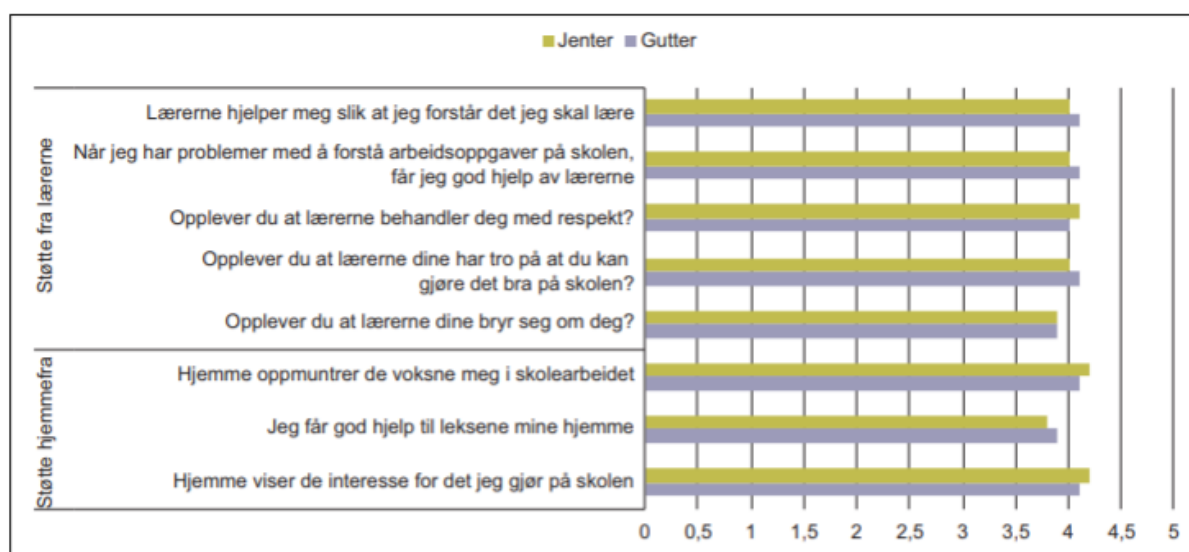 Jenter Gutter
Støtte fra lærerne
Lærerne hjelper meg slik at jeg forstår det jeg skal lære
Når jeg har problemer med å forstå arbeidsoppgaver på skolen,
får jeg god hjelp av lærerne
Opplever du at lærerne behandler deg med respekt?
Opplever du at lærerne dine har tro på at du kan
gjøre det bra på skolen?
Opplever du at lærerne dine bryr seg om deg?
Støtte hjemmefra
Hjemme oppmuntrer de voksne meg i skolearbeidet
Jeg får god hjelp til leksene mine hjemme
Hjemme viser de interesse for det jeg gjør på skolen
0 0,5 1 1,5 2 2,5 3 3,5 4 4,5 5